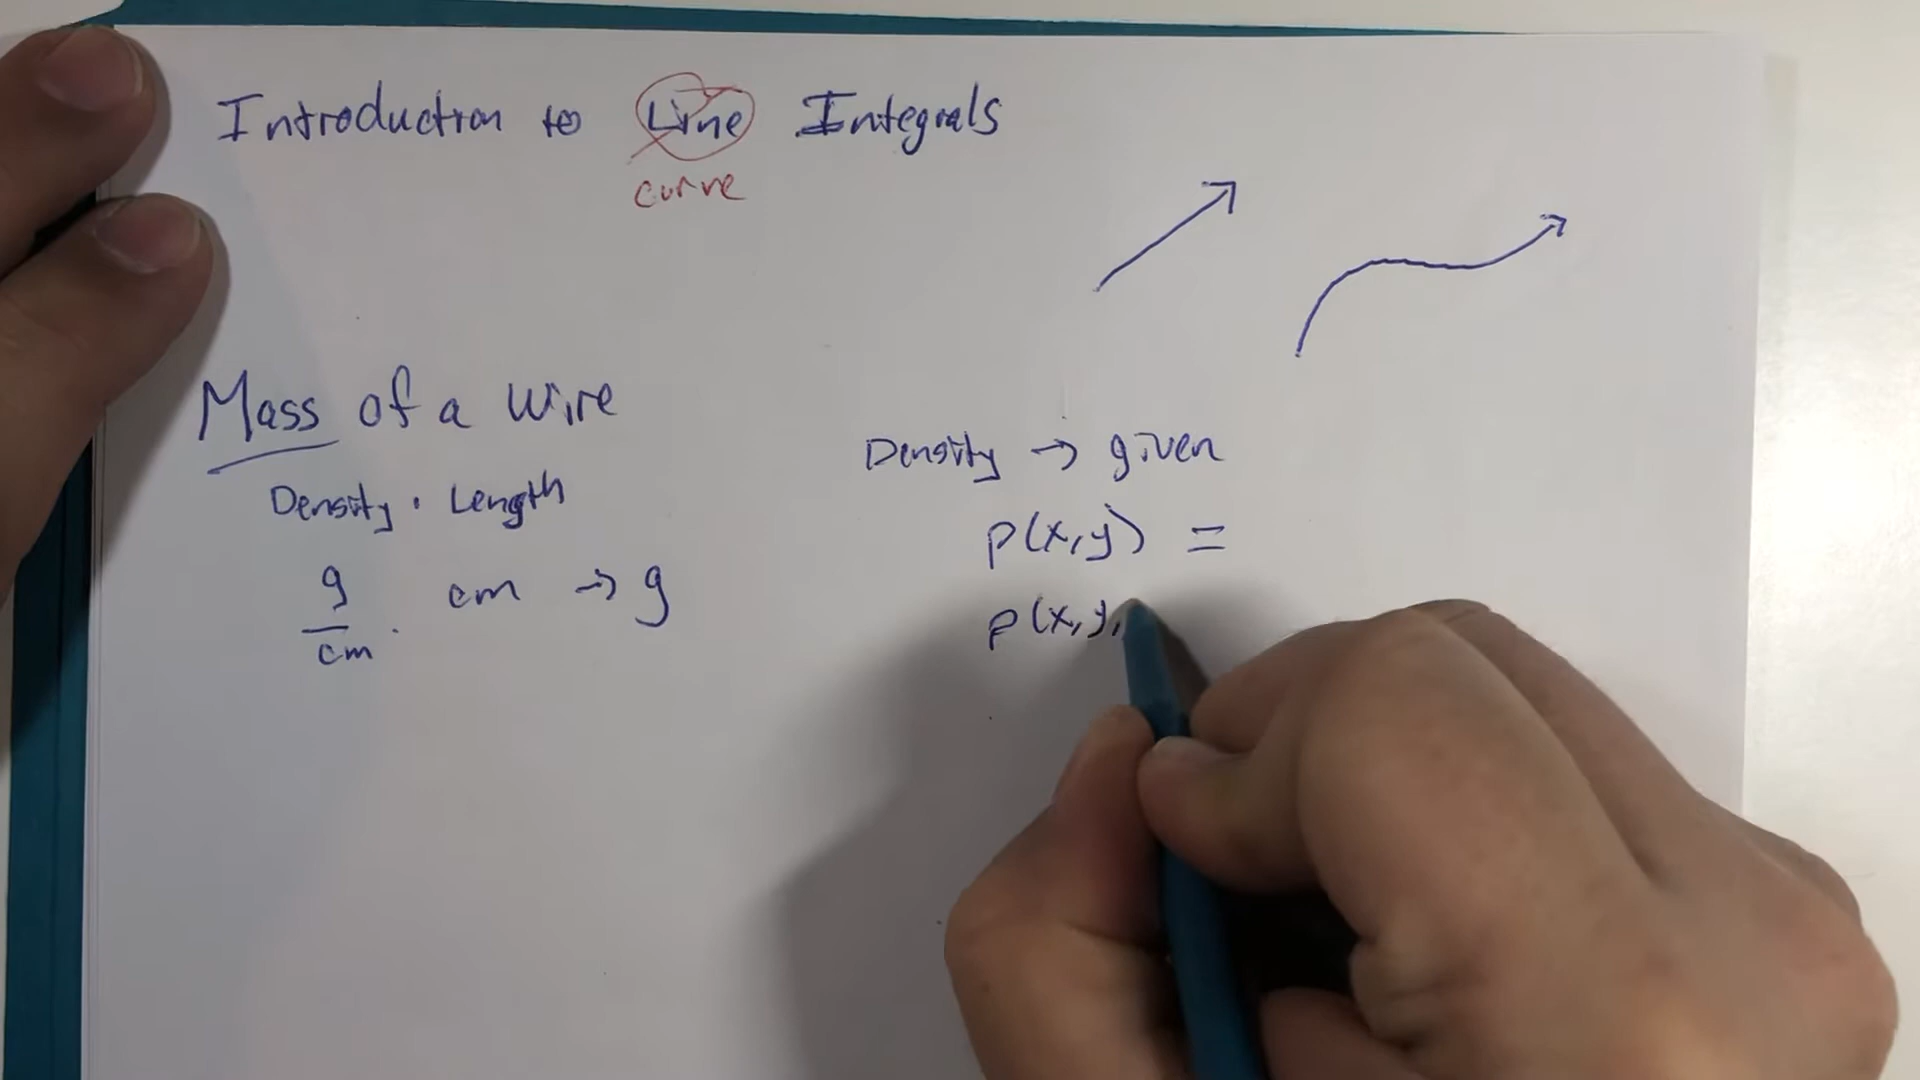 Introduction to Line Integrals
curve
Mass of a Wire
Density · Length
g/cm · cm → g
Density → given
ρ(x,y) =
ρ(x,y,